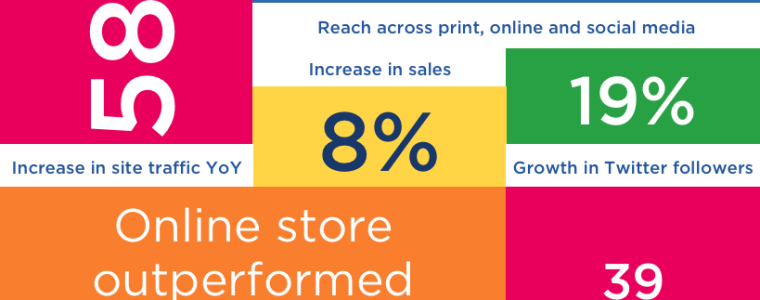 58
Reach across print, online and social media
Increase in sales
19%
8%
Increase in site traffic YoY
Growth in Twitter followers
Online store
outperformed
39